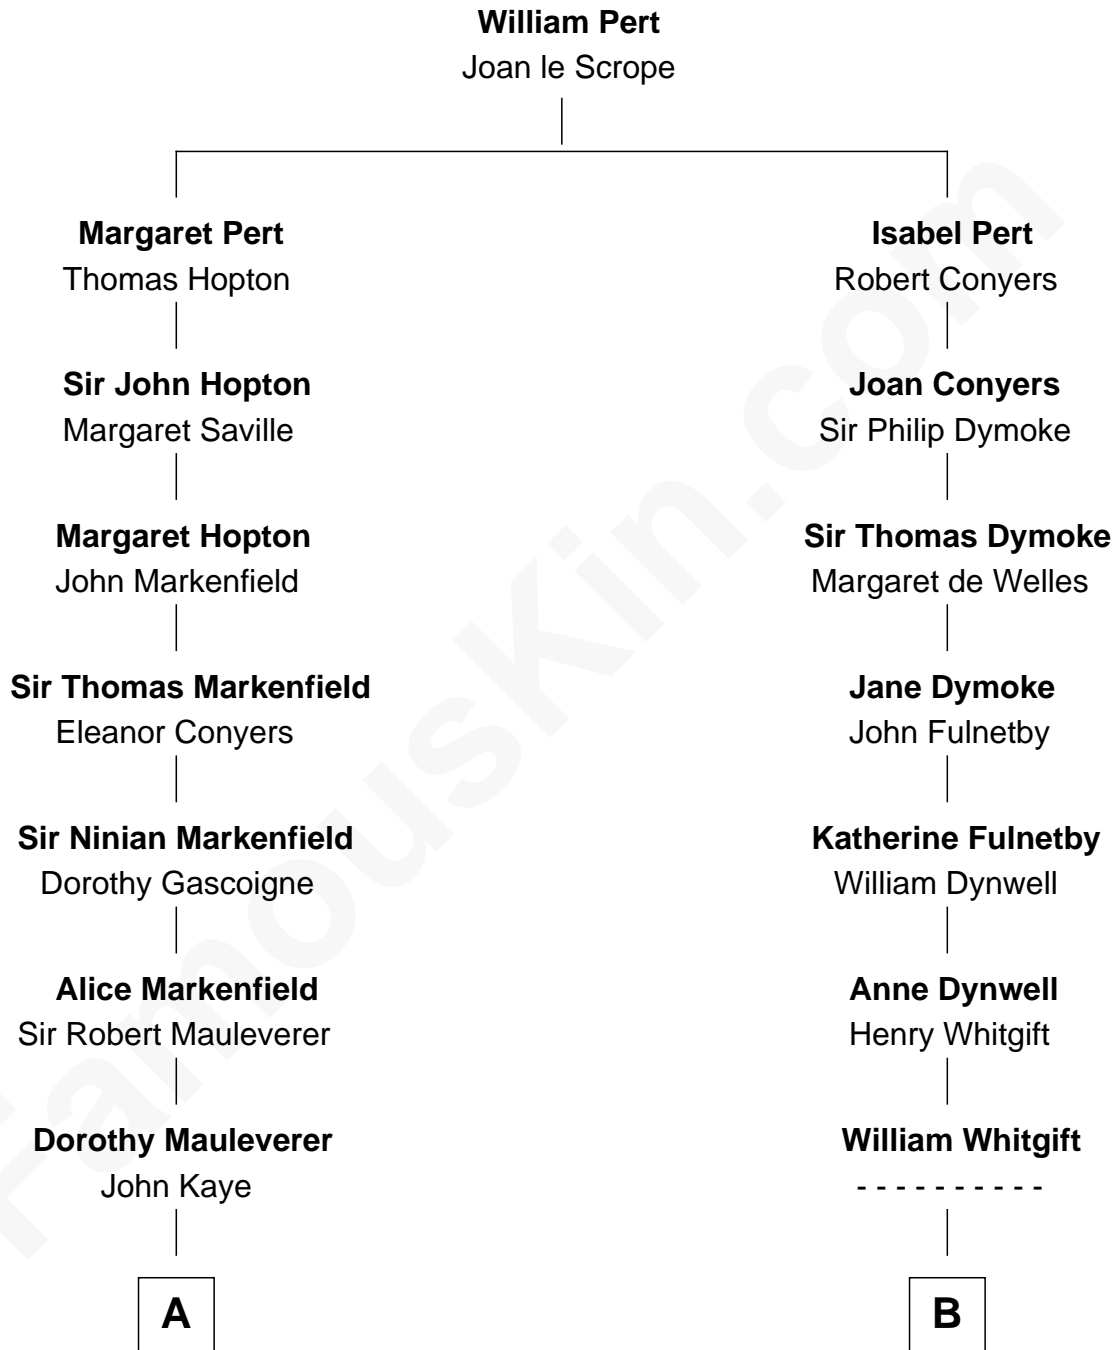 William Pert
Joan le Scrope
Margaret Pert
Thomas Hopton
Isabel Pert
Robert Conyers
Sir John Hopton
Margaret Saville
Joan Conyers
Sir Philip Dymoke
Margaret Hopton
John Markenfield
Sir Thomas Dymoke
Margaret de Welles
Sir Thomas Markenfield
Eleanor Conyers
Jane Dymoke
John Fulnetby
Sir Ninian Markenfield
Dorothy Gascoigne
Katherine Fulnetby
William Dynwell
Alice Markenfield
Sir Robert Mauleverer
Anne Dynwell
Henry Whitgift
Dorothy Mauleverer
John Kaye
William Whitgift
- - - - - - - - - -
A
B
FamousKin.com